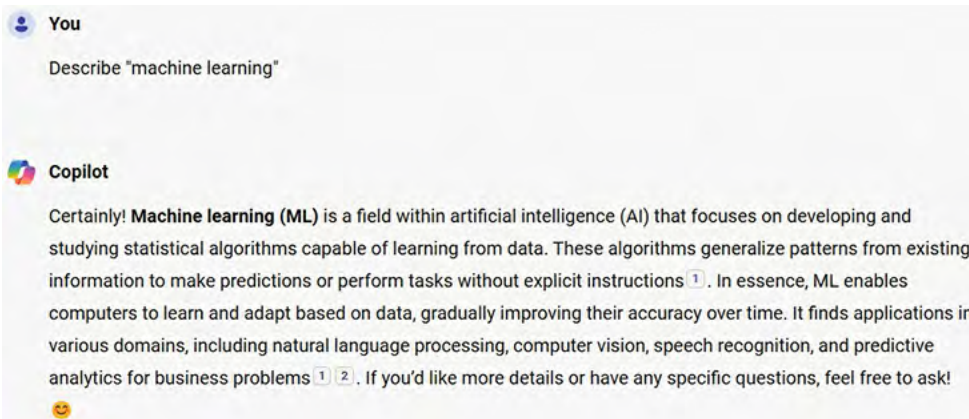 You
Describe "machine learning"
Copilot
Certainly! Machine learning (ML) is a field within artificial intelligence (AI) that focuses on developing and
studying statistical algorithms capable of learning from data. These algorithms generalize patterns from existing
information to make predictions or perform tasks without explicit instructions 1 . In essence, ML enables
computers to learn and adapt based on data, gradually improving their accuracy over time. It finds applications in
various domains, including natural language processing, computer vision, speech recognition, and predictive
analytics for business problems 1 2 . If you'd like more details or have any specific questions, feel free to ask!
😊